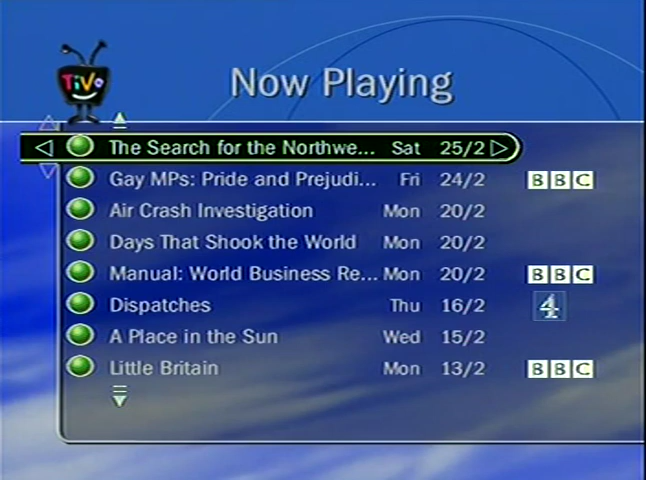 TiVo
Now Playing
The Search for the Northwe... Sat 25/2
Gay MPs: Pride and Prejudi... Fri 24/2 BBC
Air Crash Investigation Mon 20/2
Days That Shook the World Mon 20/2
Manual: World Business Re... Mon 20/2 BBC
Dispatches Thu 16/2 4
A Place in the Sun Wed 15/2
Little Britain Mon 13/2 BBC